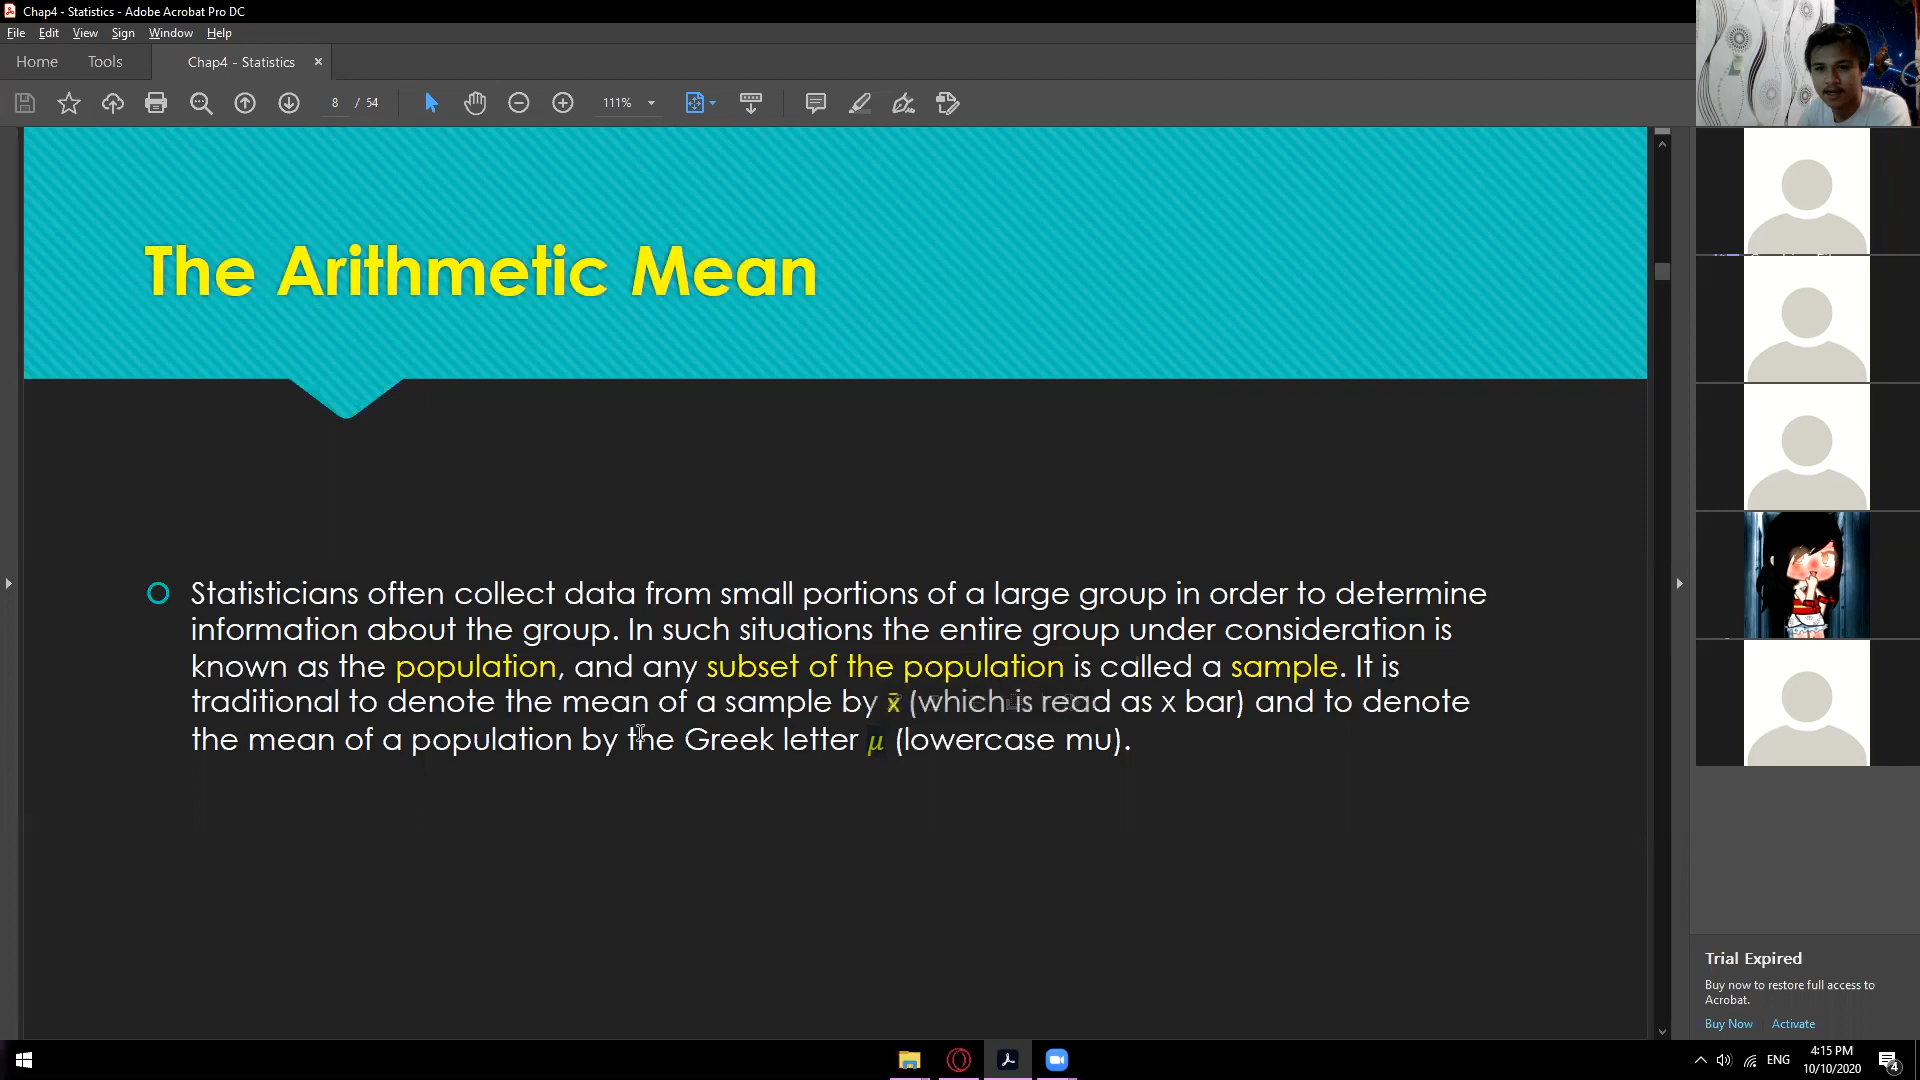 Chap4 - Statistics - Adobe Acrobat Pro DC
File Edit View Sign Window Help
Home Tools Chap4 - Statistics ×
8 / 54 111%
The Arithmetic Mean
Statisticians often collect data from small portions of a large group in order to determine
information about the group. In such situations the entire group under consideration is
known as the population, and any subset of the population is called a sample. It is
traditional to denote the mean of a sample by x̄ (which is read as x bar) and to denote
the mean of a population by the Greek letter μ (lowercase mu).
Trial Expired
Buy now to restore full access to
Acrobat.
Buy Now Activate
ENG
4:15 PM
10/10/2020
4